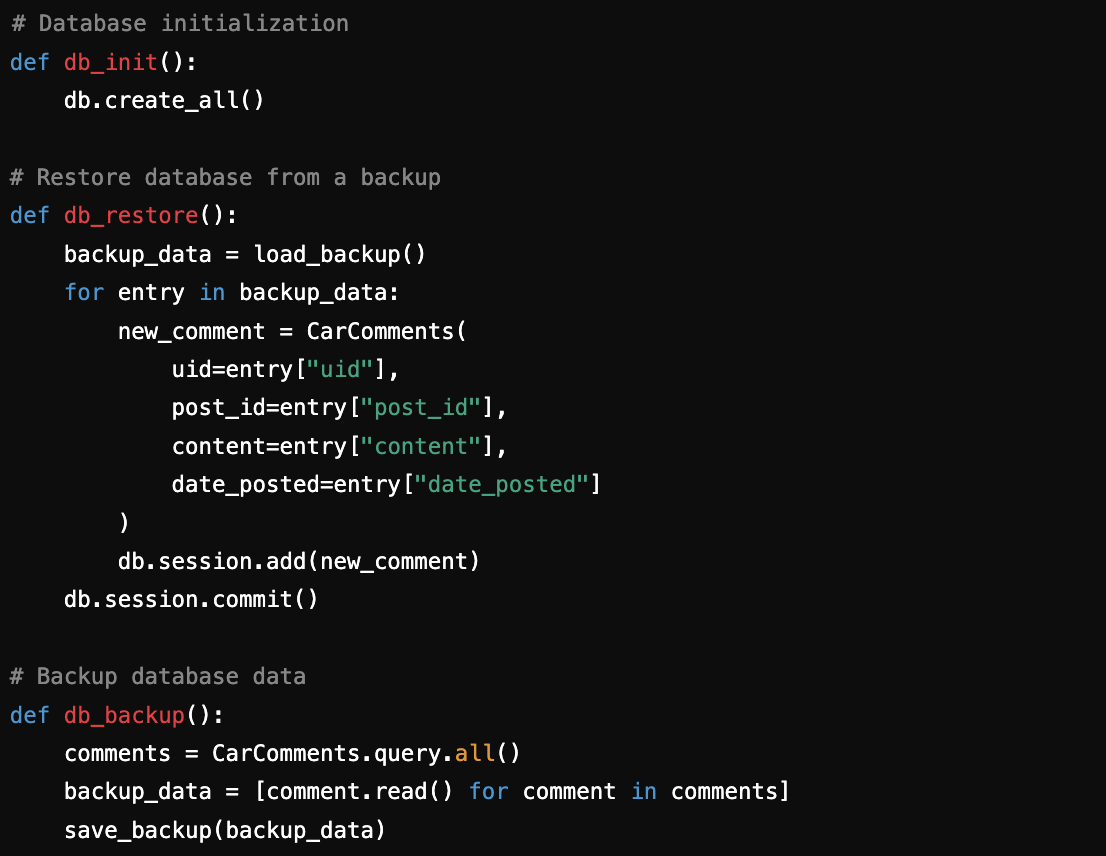 # Database initialization
def db_init():
    db.create_all()

# Restore database from a backup
def db_restore():
    backup_data = load_backup()
    for entry in backup_data:
        new_comment = CarComments(
            uid=entry["uid"],
            post_id=entry["post_id"],
            content=entry["content"],
            date_posted=entry["date_posted"]
        )
        db.session.add(new_comment)
    db.session.commit()

# Backup database data
def db_backup():
    comments = CarComments.query.all()
    backup_data = [comment.read() for comment in comments]
    save_backup(backup_data)